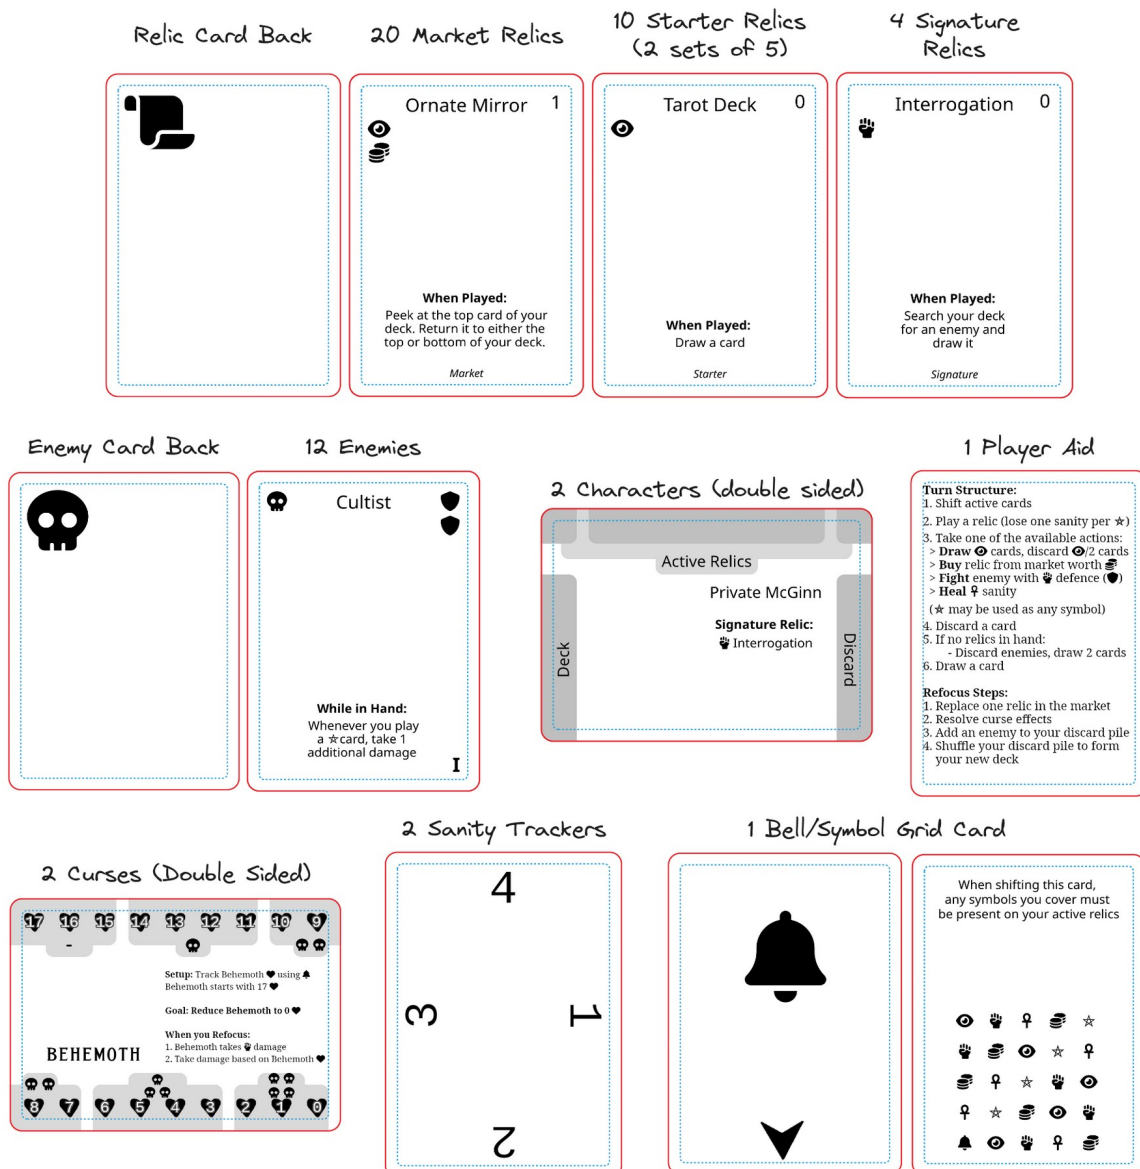 Relic Card Back
20 Market Relics
10 Starter Relics
(2 sets of 5)
4 Signature
Relics
Ornate Mirror 1
When Played:
Peek at the top card of your
deck. Return it to either the
top or bottom of your deck.
Market
Tarot Deck 0
When Played:
Draw a card
Starter
Interrogation 0
When Played:
Search your deck
for an enemy and
draw it
Signature
Enemy Card Back
12 Enemies
Cultist
While in Hand:
Whenever you play
a card, take 1
additional damage
I
2 Characters (double sided)
Active Relics
Private McGinn
Signature Relic:
Interrogation
Deck
Discard
1 Player Aid
Turn Structure:
1. Shift active cards
2. Play a relic (lose one sanity per )
3. Take one of the available actions:
> Draw cards, discard /2 cards
> Buy relic from market worth
> Fight enemy with defence ( )
> Heal sanity
( may be used as any symbol)
4. Discard a card
5. If no relics in hand:
- Discard enemies, draw 2 cards
6. Draw a card
Refocus Steps:
1. Replace one relic in the market
2. Resolve curse effects
3. Add an enemy to your discard pile
4. Shuffle your discard pile to form
your new deck
2 Curses (Double Sided)
17 16 15 14 13 12 11 10 9
-
Setup: Track Behemoth using
Behemoth starts with 17
Goal: Reduce Behemoth to 0
When you Refocus:
1. Behemoth takes damage
2. Take damage based on Behemoth
BEHEMOTH
8 7 6 5 4 3 2 1 0
2 Sanity Trackers
4
3
1
2
1 Bell/Symbol Grid Card
When shifting this card,
any symbols you cover must
be present on your active relics